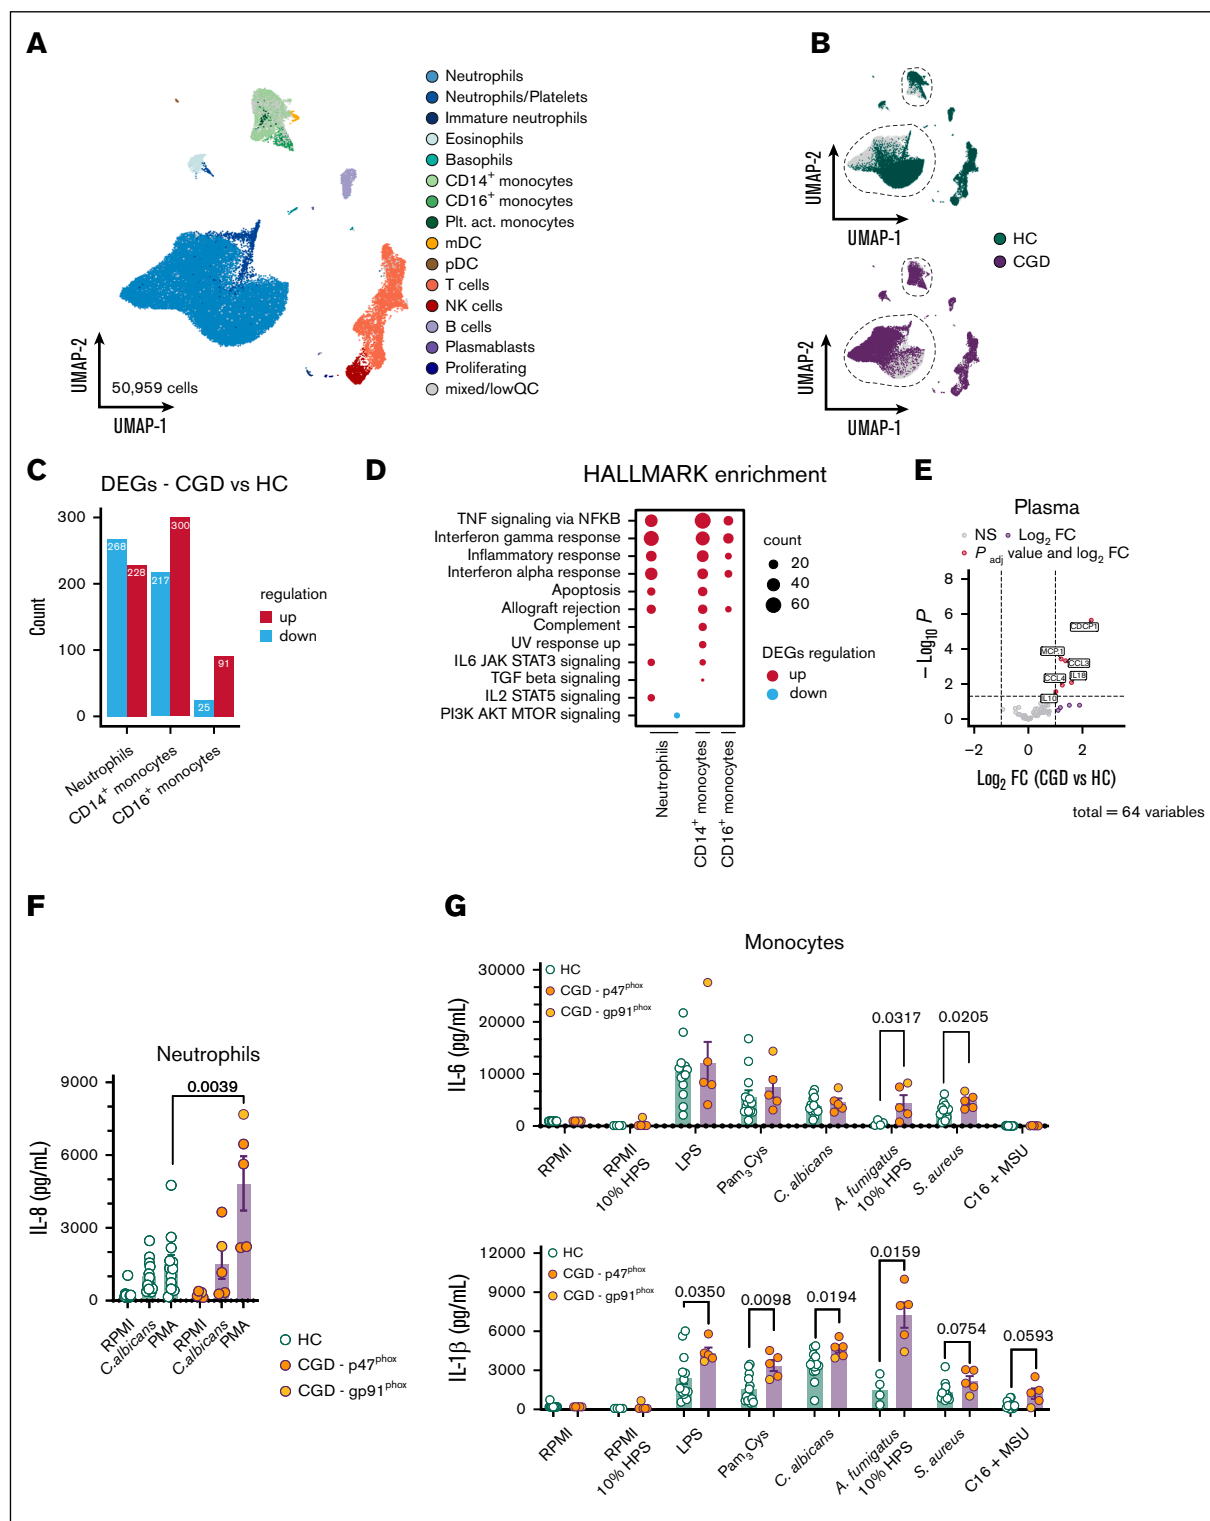 A
Neutrophils
Neutrophils/Platelets
Immature neutrophils
Eosinophils
Basophils
CD14+ monocytes
CD16+ monocytes
Plt. act. monocytes
mDC
pDC
T cells
NK cells
B cells
Plasmablasts
Proliferating
mixed/lowQC
50,959 cells
UMAP-2
UMAP-1
B
UMAP-2
UMAP-1
HC
CGD
UMAP-2
UMAP-1
C
DEGs - CGD vs HC
Count
300
200
100
0
268
228
217
300
25
91
regulation
up
down
Neutrophils
CD14+ monocytes
CD16+ monocytes
D
HALLMARK enrichment
TNF signaling via NFKB
Interferon gamma response
Inflammatory response
Interferon alpha response
Apoptosis
Allograft rejection
Complement
UV response up
IL6 JAK STAT3 signaling
TGF beta signaling
IL2 STAT5 signaling
PI3K AKT MTOR signaling
count
20
40
60
DEGs regulation
up
down
Neutrophils
CD14+ monocytes
CD16+ monocytes
E
Plasma
NS
Log2 FC
Padj value and log2 FC
− Log10 P
8
6
4
2
0
CDCP1
MCP.1
CCL3
CCL4
IL18
IL10
−2
0
2
Log2 FC (CGD vs HC)
total = 64 variables
F
Neutrophils
0.0039
IL-8 (pg/mL)
9000
6000
3000
0
RPMI
C.albicans
PMA
RPMI
C.albicans
PMA
HC
CGD - p47phox
CGD - gp91phox
G
Monocytes
IL-6 (pg/mL)
30000
20000
10000
0
HC
CGD - p47phox
CGD - gp91phox
0.0317
0.0205
RPMI
RPMI
10% HPS
LPS
Pam3Cys
C. albicans
A. fumigatus
10% HPS
S. aureus
C16 + MSU
IL-1β (pg/mL)
12000
9000
6000
3000
0
HC
CGD - p47phox
CGD - gp91phox
0.0350
0.0098
0.0194
0.0159
0.0754
0.0593
RPMI
RPMI
10% HPS
LPS
Pam3Cys
C. albicans
A. fumigatus
10% HPS
S. aureus
C16 + MSU